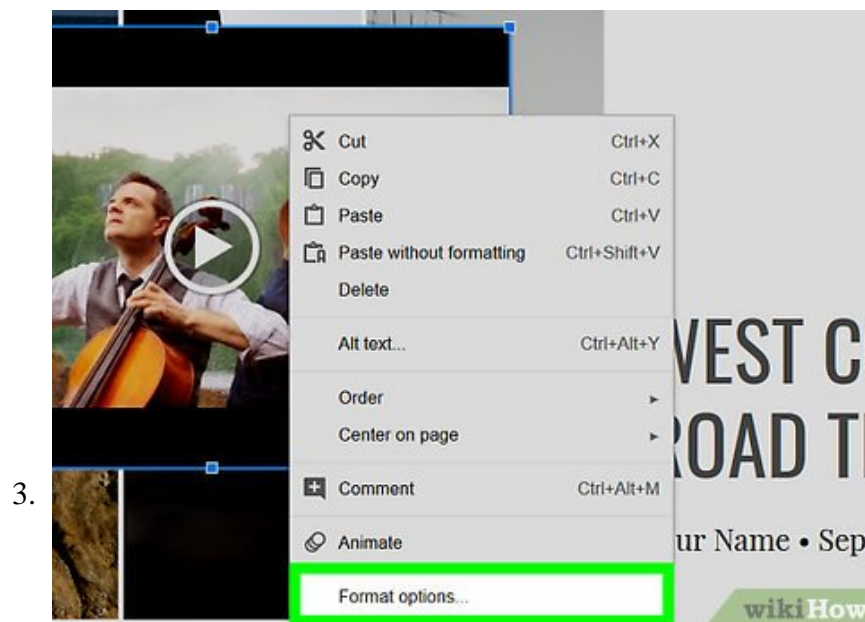 Cut Ctrl+X
Copy Ctrl+C
Paste Ctrl+V
Paste without formatting Ctrl+Shift+V
Delete
Alt text... Ctrl+Alt+Y
VEST C
Order ▸
Center on page ▸
ROAD T
3.
Comment Ctrl+Alt+M
Animate
ur Name • Sep
Format options...
wikiHow